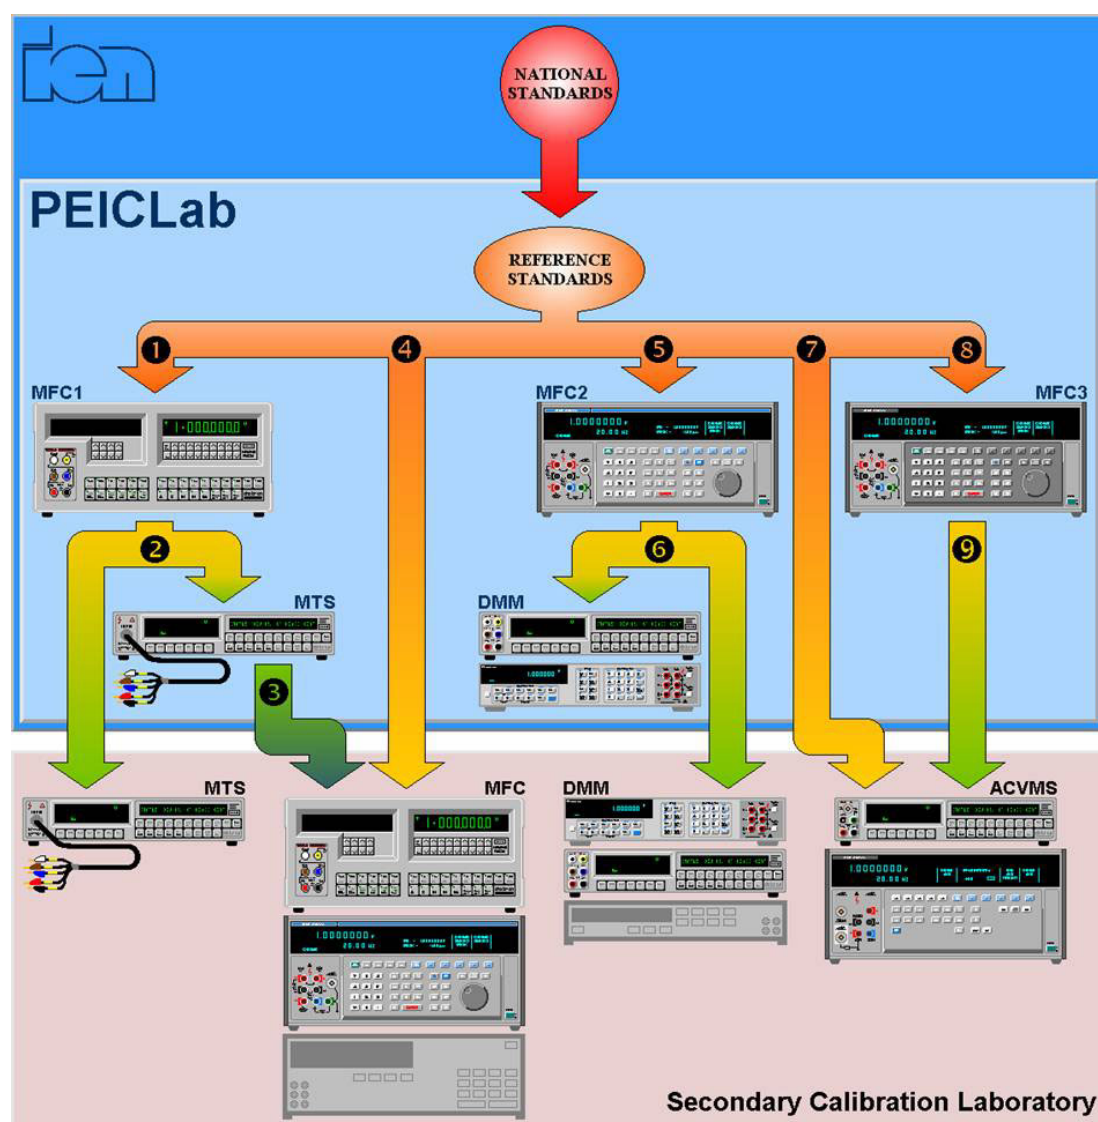 ien
NATIONAL
STANDARDS
PEICLab
REFERENCE
STANDARDS
1
4
5
7
8
MFC1
MFC2
MFC3
2
6
9
MTS
DMM
3
MTS
MFC
DMM
ACVMS
Secondary Calibration Laboratory